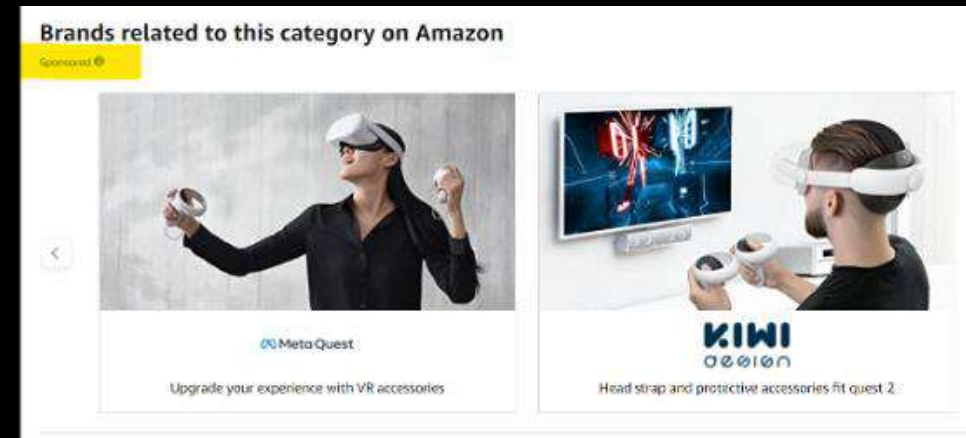 Brands related to this category on Amazon
Sponsored
Meta Quest
KIWI
design
Upgrade your experience with VR accessories
Head strap and protective accessories fit quest 2